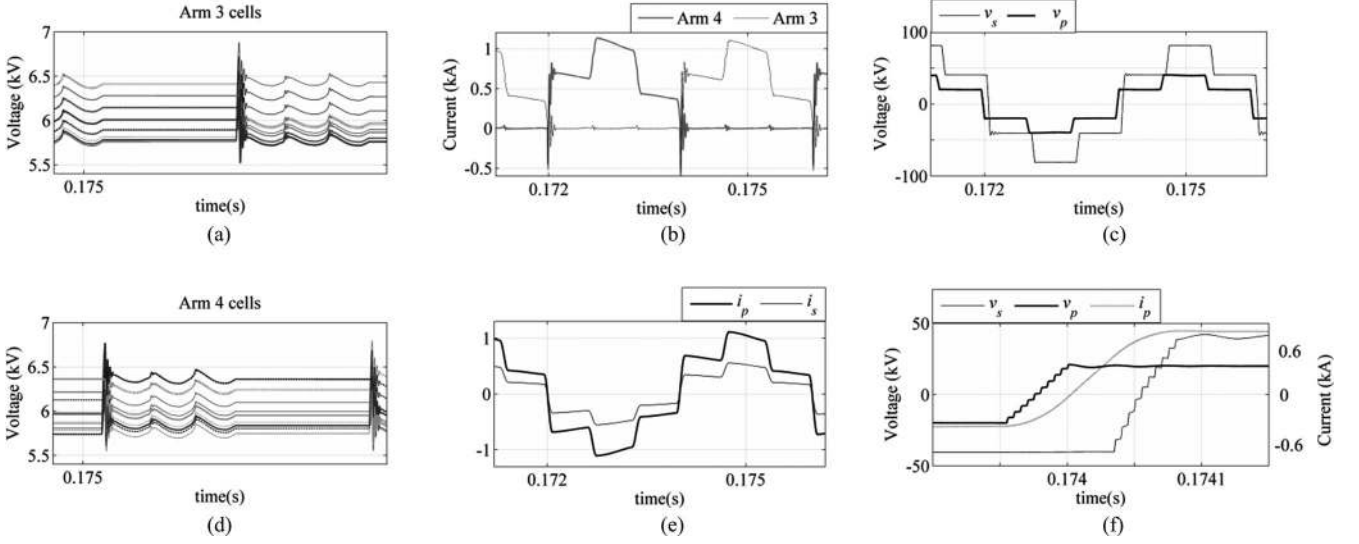 Arm 3 cells
Voltage (kV)
7
6.5
6
5.5
0.175
time(s)
(a)
Arm 4 Arm 3
Current (kA)
1
0.5
0
-0.5
0.172 0.175
time(s)
(b)
v_s v_p
Voltage (kV)
100
50
0
-50
-100
0.172 0.175
time(s)
(c)
Arm 4 cells
Voltage (kV)
7
6.5
6
5.5
0.175
time(s)
(d)
i_p i_s
1
0
-1
0.172 0.175
time(s)
(e)
v_s v_p i_p
Voltage (kV)
50
0
-50
0.6
0
-0.6
Current (kA)
0.174 0.1741
time(s)
(f)